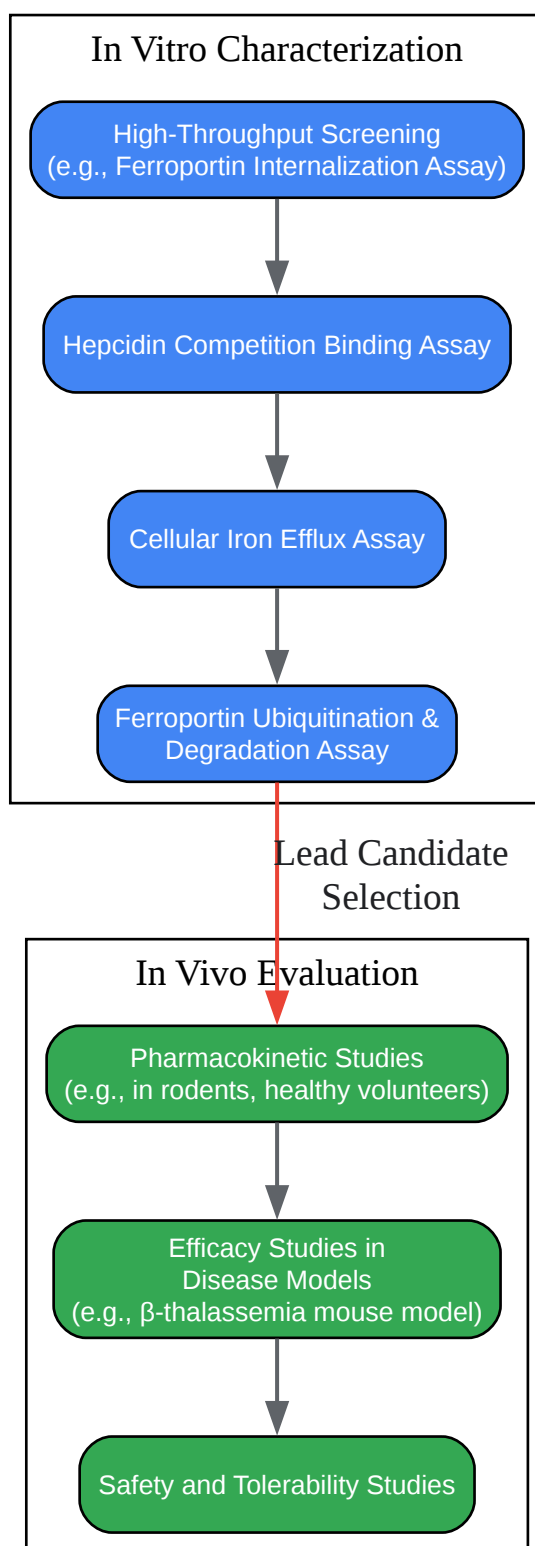 In Vitro Characterization
High-Throughput Screening
(e.g., Ferroportin Internalization Assay)
Hepcidin Competition Binding Assay
Cellular Iron Efflux Assay
Ferroportin Ubiquitination &
Degradation Assay
Lead Candidate
Selection
In Vivo Evaluation
Pharmacokinetic Studies
(e.g., in rodents, healthy volunteers)
Efficacy Studies in
Disease Models
(e.g., β-thalassemia mouse model)
Safety and Tolerability Studies